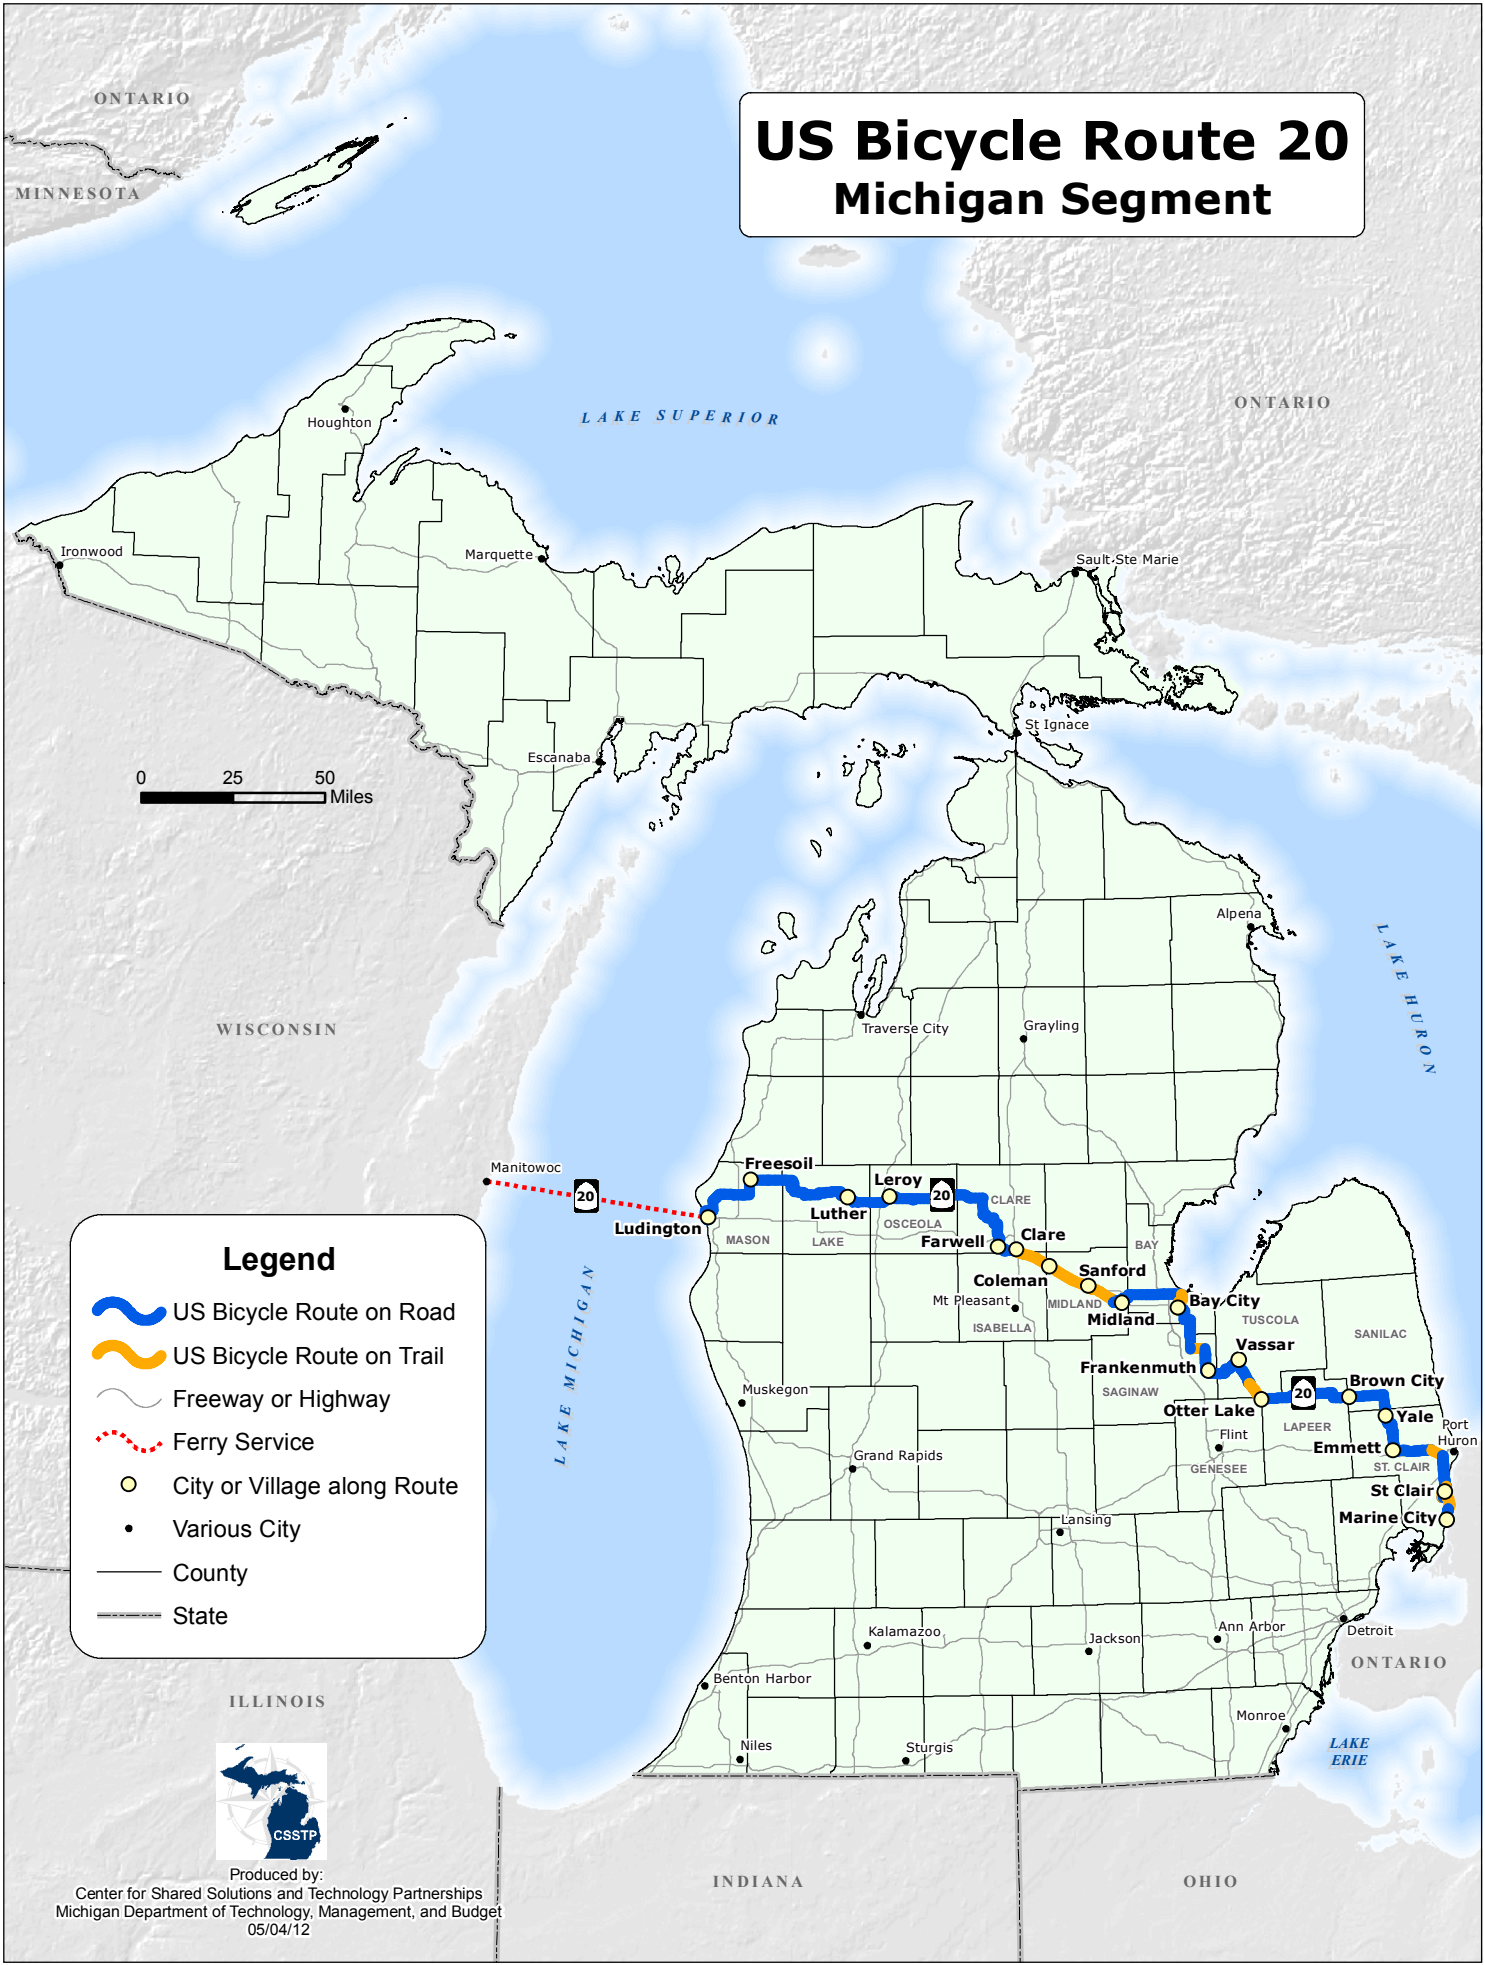 US Bicycle Route 20
Michigan Segment
ONTARIO
MINNESOTA
ONTARIO
LAKE SUPERIOR
Houghton
Ironwood
Marquette
Sault Ste Marie
St Ignace
Escanaba
0 25 50
Miles
Alpena
LAKE HURON
WISCONSIN
Traverse City
Grayling
Manitowoc
20
Ludington
Freesoil
Luther
Leroy
20
CLARE
OSCEOLA
MASON
LAKE
Farwell
Clare
BAY
Coleman
Sanford
Mt Pleasant
MIDLAND
Midland
Bay City
ISABELLA
TUSCOLA
SANILAC
Vassar
Frankenmuth
SAGINAW
Otter Lake
20
Brown City
LAPEER
Yale
Port
Huron
Emmett
ST. CLAIR
St Clair
Marine City
Flint
GENESEE
LAKE MICHIGAN
Muskegon
Grand Rapids
Lansing
Kalamazoo
Jackson
Ann Arbor
Detroit
ONTARIO
Benton Harbor
Monroe
Niles
Sturgis
LAKE
ERIE
Legend
US Bicycle Route on Road
US Bicycle Route on Trail
Freeway or Highway
Ferry Service
City or Village along Route
Various City
County
State
ILLINOIS
INDIANA
OHIO
CSSTP
Produced by:
Center for Shared Solutions and Technology Partnerships
Michigan Department of Technology, Management, and Budget
05/04/12